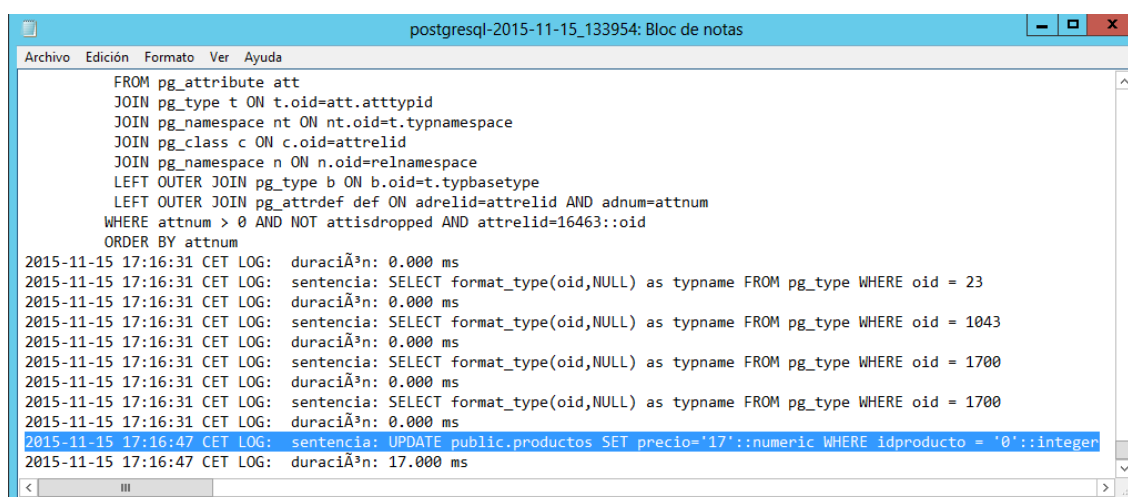 postgresql-2015-11-15_133954: Bloc de notas
Archivo Edición Formato Ver Ayuda
FROM pg_attribute att
JOIN pg_type t ON t.oid=att.atttypid
JOIN pg_namespace nt ON nt.oid=t.typnamespace
JOIN pg_class c ON c.oid=attrelid
JOIN pg_namespace n ON n.oid=relnamespace
LEFT OUTER JOIN pg_type b ON b.oid=t.typbasetype
LEFT OUTER JOIN pg_attrdef def ON adrelid=attrelid AND adnum=attnum
WHERE attnum > 0 AND NOT attisdropped AND attrelid=16463::oid
ORDER BY attnum
2015-11-15 17:16:31 CET LOG:  duraciÃ³n: 0.000 ms
2015-11-15 17:16:31 CET LOG:  sentencia: SELECT format_type(oid,NULL) as typname FROM pg_type WHERE oid = 23
2015-11-15 17:16:31 CET LOG:  duraciÃ³n: 0.000 ms
2015-11-15 17:16:31 CET LOG:  sentencia: SELECT format_type(oid,NULL) as typname FROM pg_type WHERE oid = 1043
2015-11-15 17:16:31 CET LOG:  duraciÃ³n: 0.000 ms
2015-11-15 17:16:31 CET LOG:  sentencia: SELECT format_type(oid,NULL) as typname FROM pg_type WHERE oid = 1700
2015-11-15 17:16:31 CET LOG:  duraciÃ³n: 0.000 ms
2015-11-15 17:16:31 CET LOG:  sentencia: SELECT format_type(oid,NULL) as typname FROM pg_type WHERE oid = 1700
2015-11-15 17:16:31 CET LOG:  duraciÃ³n: 0.000 ms
2015-11-15 17:16:47 CET LOG:  sentencia: UPDATE public.productos SET precio='17'::numeric WHERE idproducto = '0'::integer
2015-11-15 17:16:47 CET LOG:  duraciÃ³n: 17.000 ms